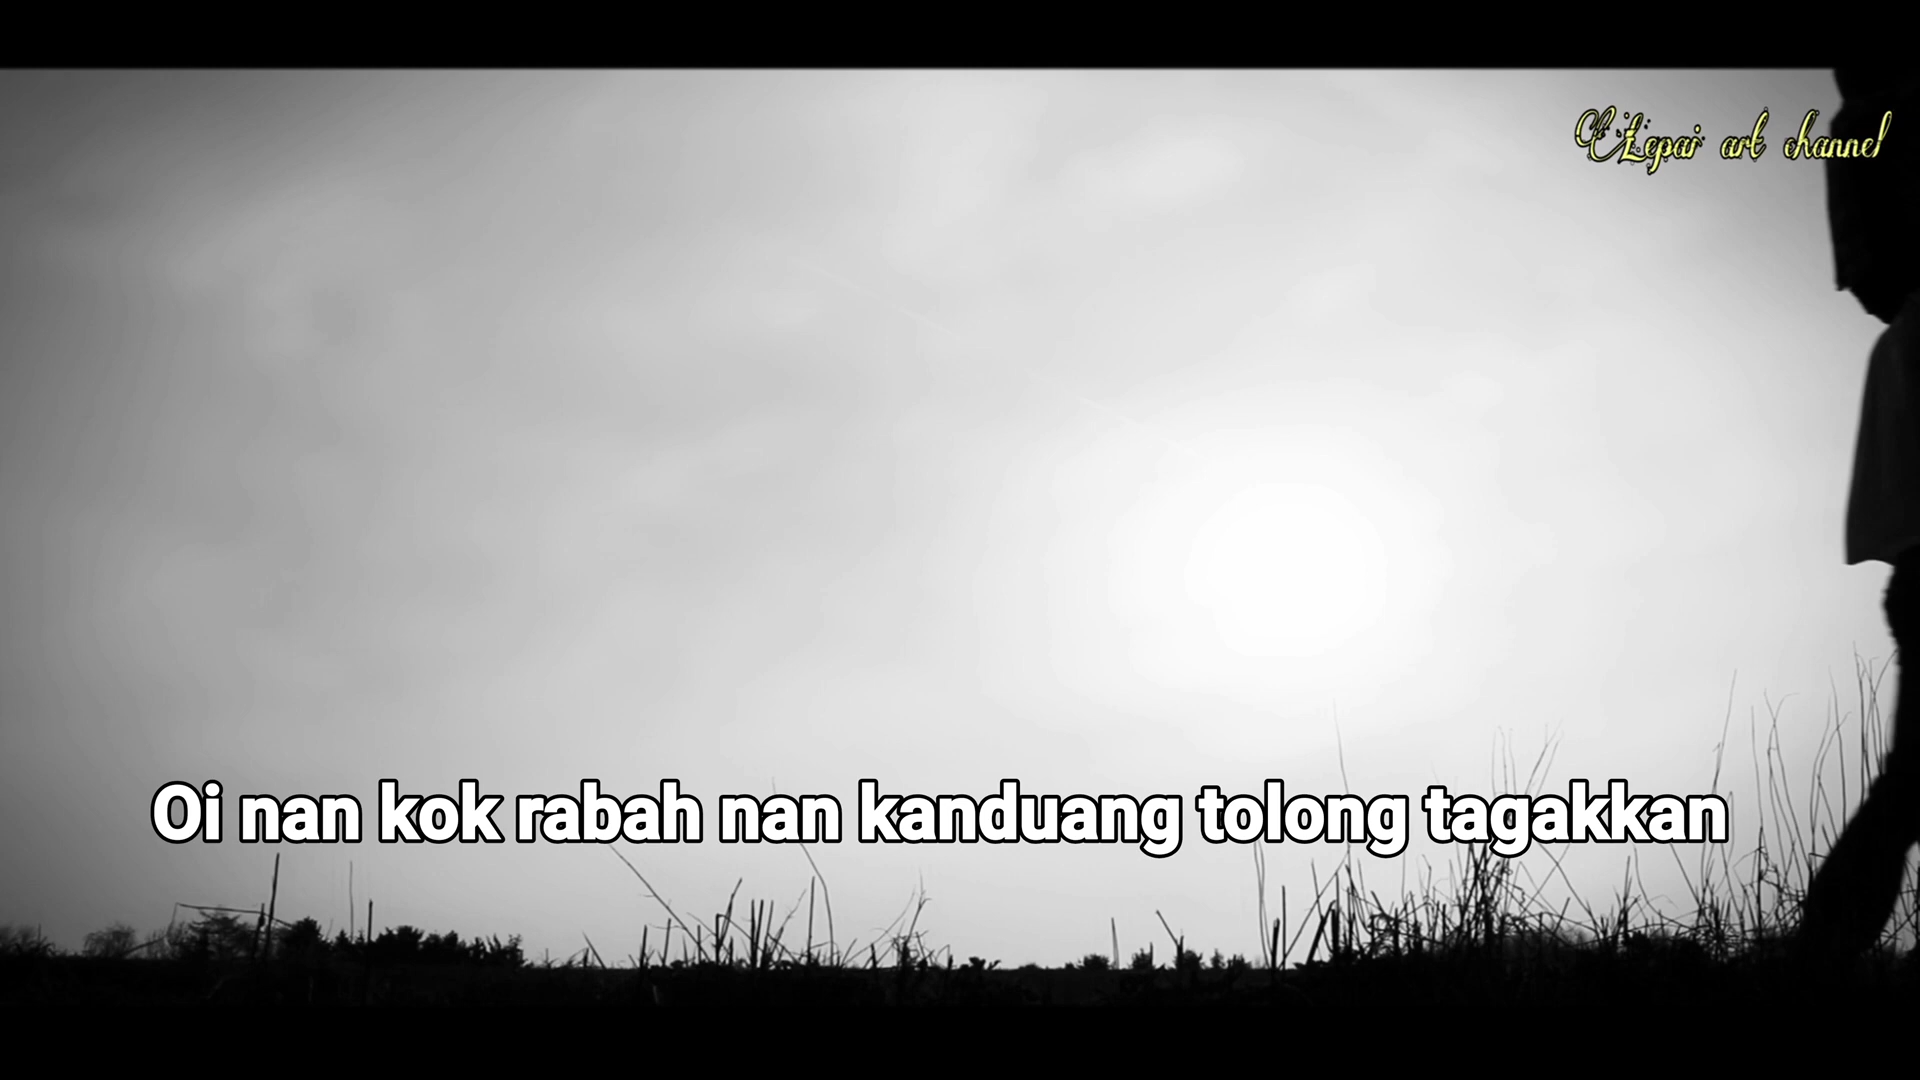 Lepai art channel
Oi nan kok rabah nan kanduang tolong tagakkan